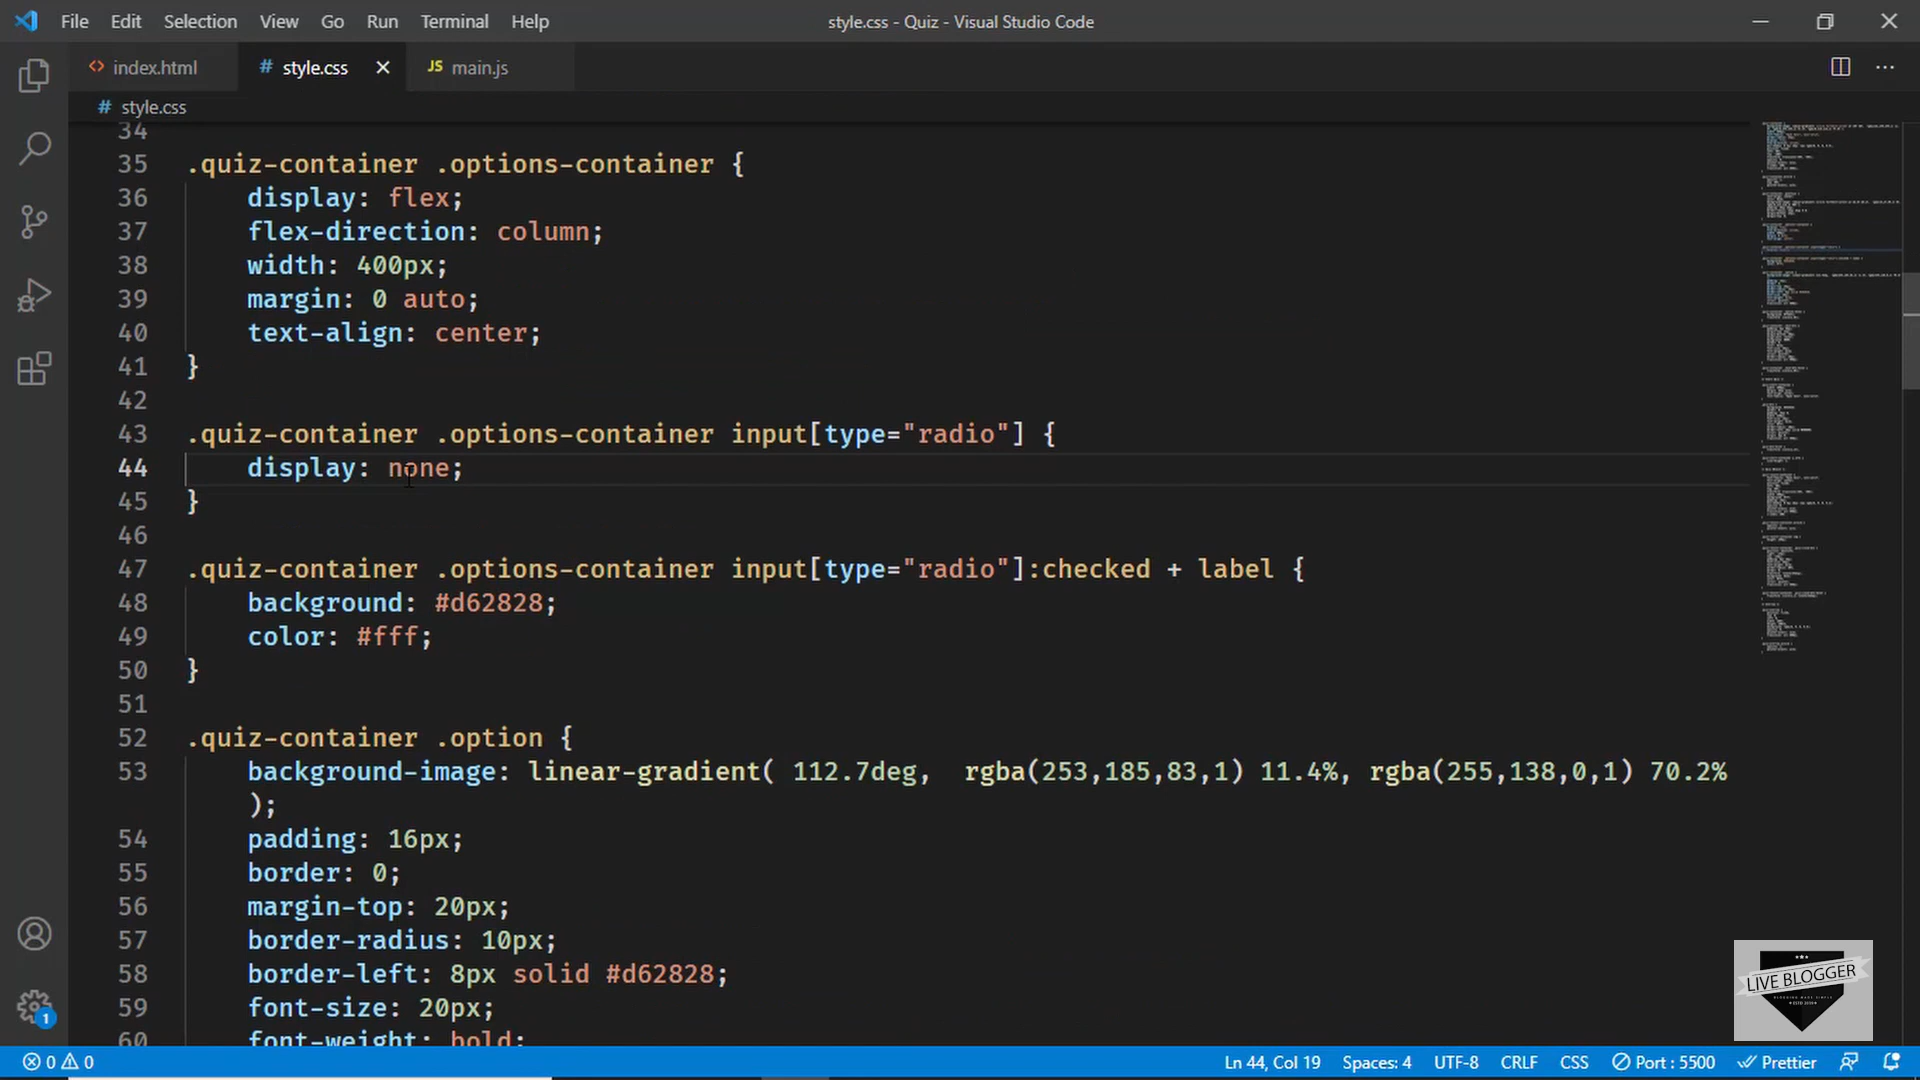 File Edit Selection View Go Run Terminal Help
style.css - Quiz - Visual Studio Code
index.html
# style.css
JS main.js
# style.css
34
35 .quiz-container .options-container {
36 display: flex;
37 flex-direction: column;
38 width: 400px;
39 margin: 0 auto;
40 text-align: center;
41 }
42
43 .quiz-container .options-container input[type="radio"] {
44 display: none;
45 }
46
47 .quiz-container .options-container input[type="radio"]:checked + label {
48 background: #d62828;
49 color: #fff;
50 }
51
52 .quiz-container .option {
53 background-image: linear-gradient( 112.7deg,  rgba(253,185,83,1) 11.4%, rgba(255,138,0,1) 70.2%
);
54 padding: 16px;
55 border: 0;
56 margin-top: 20px;
57 border-radius: 10px;
58 border-left: 8px solid #d62828;
59 font-size: 20px;
60 font-weight: bold;
LIVE BLOGGER
1
0 0
Ln 44, Col 19 Spaces: 4 UTF-8 CRLF CSS Port : 5500 Prettier